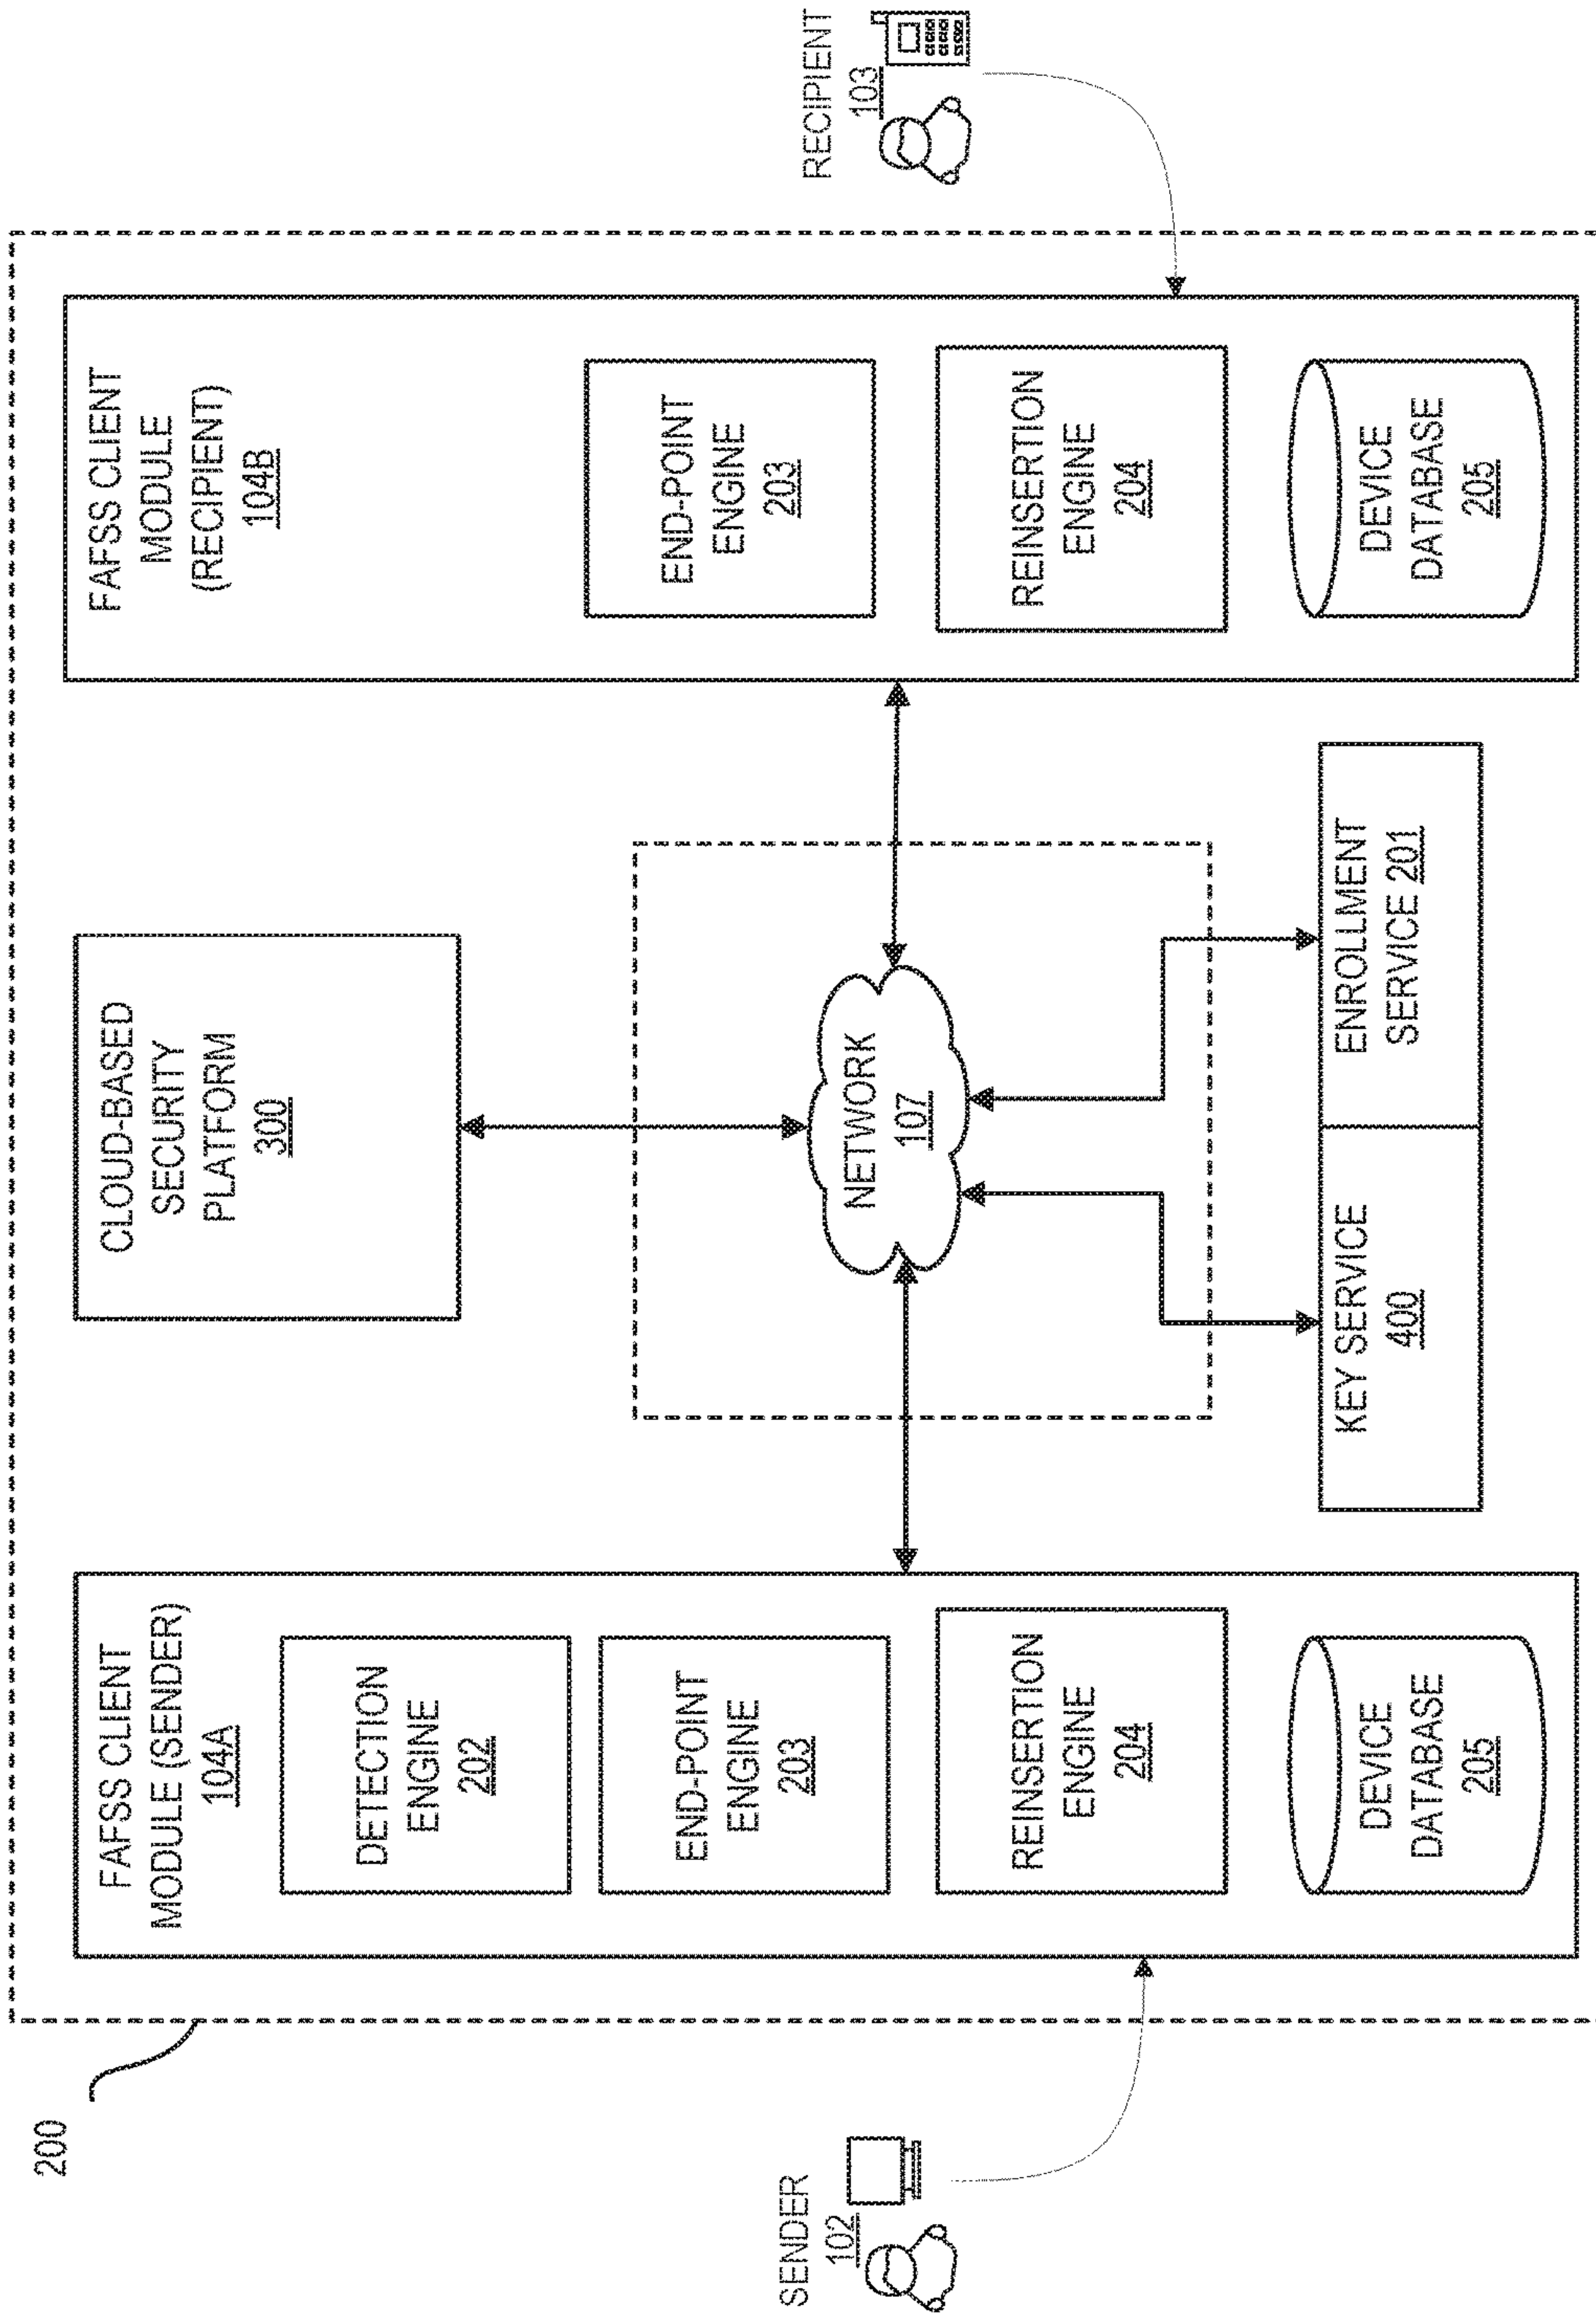 200
SENDER
102
FAFSS CLIENT
MODULE (SENDER)
104A
DETECTION
ENGINE
202
END-POINT
ENGINE
203
REINSERTION
ENGINE
204
DEVICE
DATABASE
205
CLOUD-BASED
SECURITY
PLATFORM
300
NETWORK
107
KEY SERVICE
400
ENROLLMENT
SERVICE 201
FAFSS CLIENT
MODULE
(RECIPIENT)
104B
END-POINT
ENGINE
203
REINSERTION
ENGINE
204
DEVICE
DATABASE
205
RECIPIENT
103